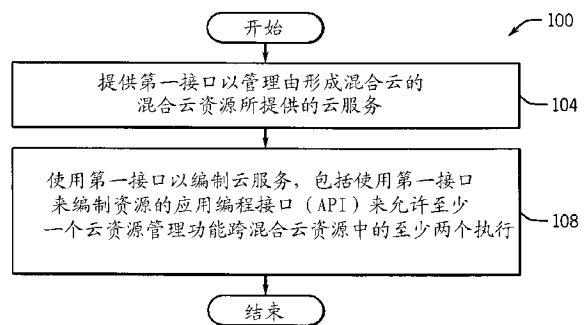 开始
100
提供第一接口以管理由形成混合云的
混合云资源所提供的云服务
104
使用第一接口以编制云服务，包括使用第一接口
来编制资源的应用编程接口（API）来允许至少
一个云资源管理功能跨混合云资源中的至少两个执行
108
结束